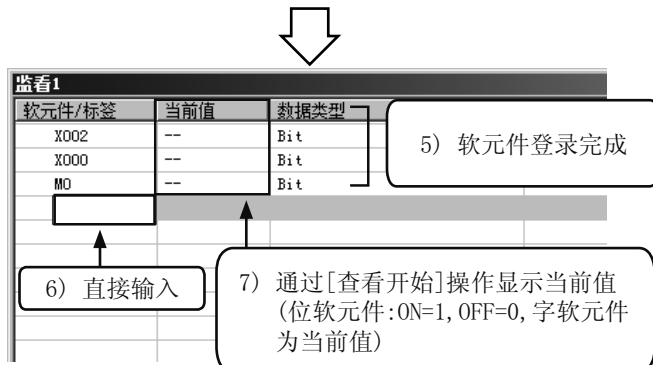 监看1
软元件/标签 当前值 数据类型
X002 -- Bit
X000 -- Bit
M0 -- Bit
5) 软元件登录完成
6) 直接输入
7) 通过[查看开始]操作显示当前值
(位软元件:ON=1,OFF=0,字软元件
为当前值)